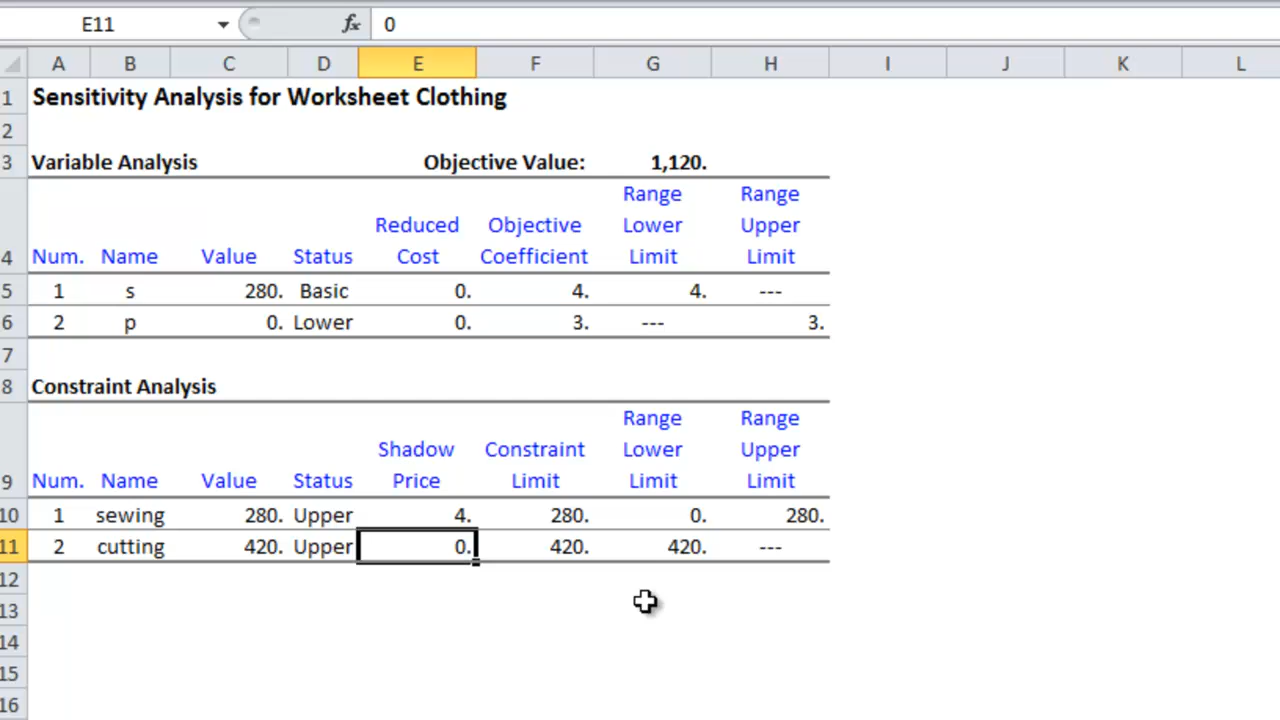 E11 fx 0
A B C D E F G H I J K L
1 Sensitivity Analysis for Worksheet Clothing
2
3 Variable Analysis Objective Value: 1,120.
Range Range
Reduced Objective Lower Upper
4 Num. Name Value Status Cost Coefficient Limit Limit
5 1 s 280. Basic 0. 4. 4. ---
6 2 p 0. Lower 0. 3. --- 3.
7
8 Constraint Analysis
Range Range
Shadow Constraint Lower Upper
9 Num. Name Value Status Price Limit Limit Limit
10 1 sewing 280. Upper 4. 280. 0. 280.
11 2 cutting 420. Upper 0. 420. 420. ---
12
13
14
15
16